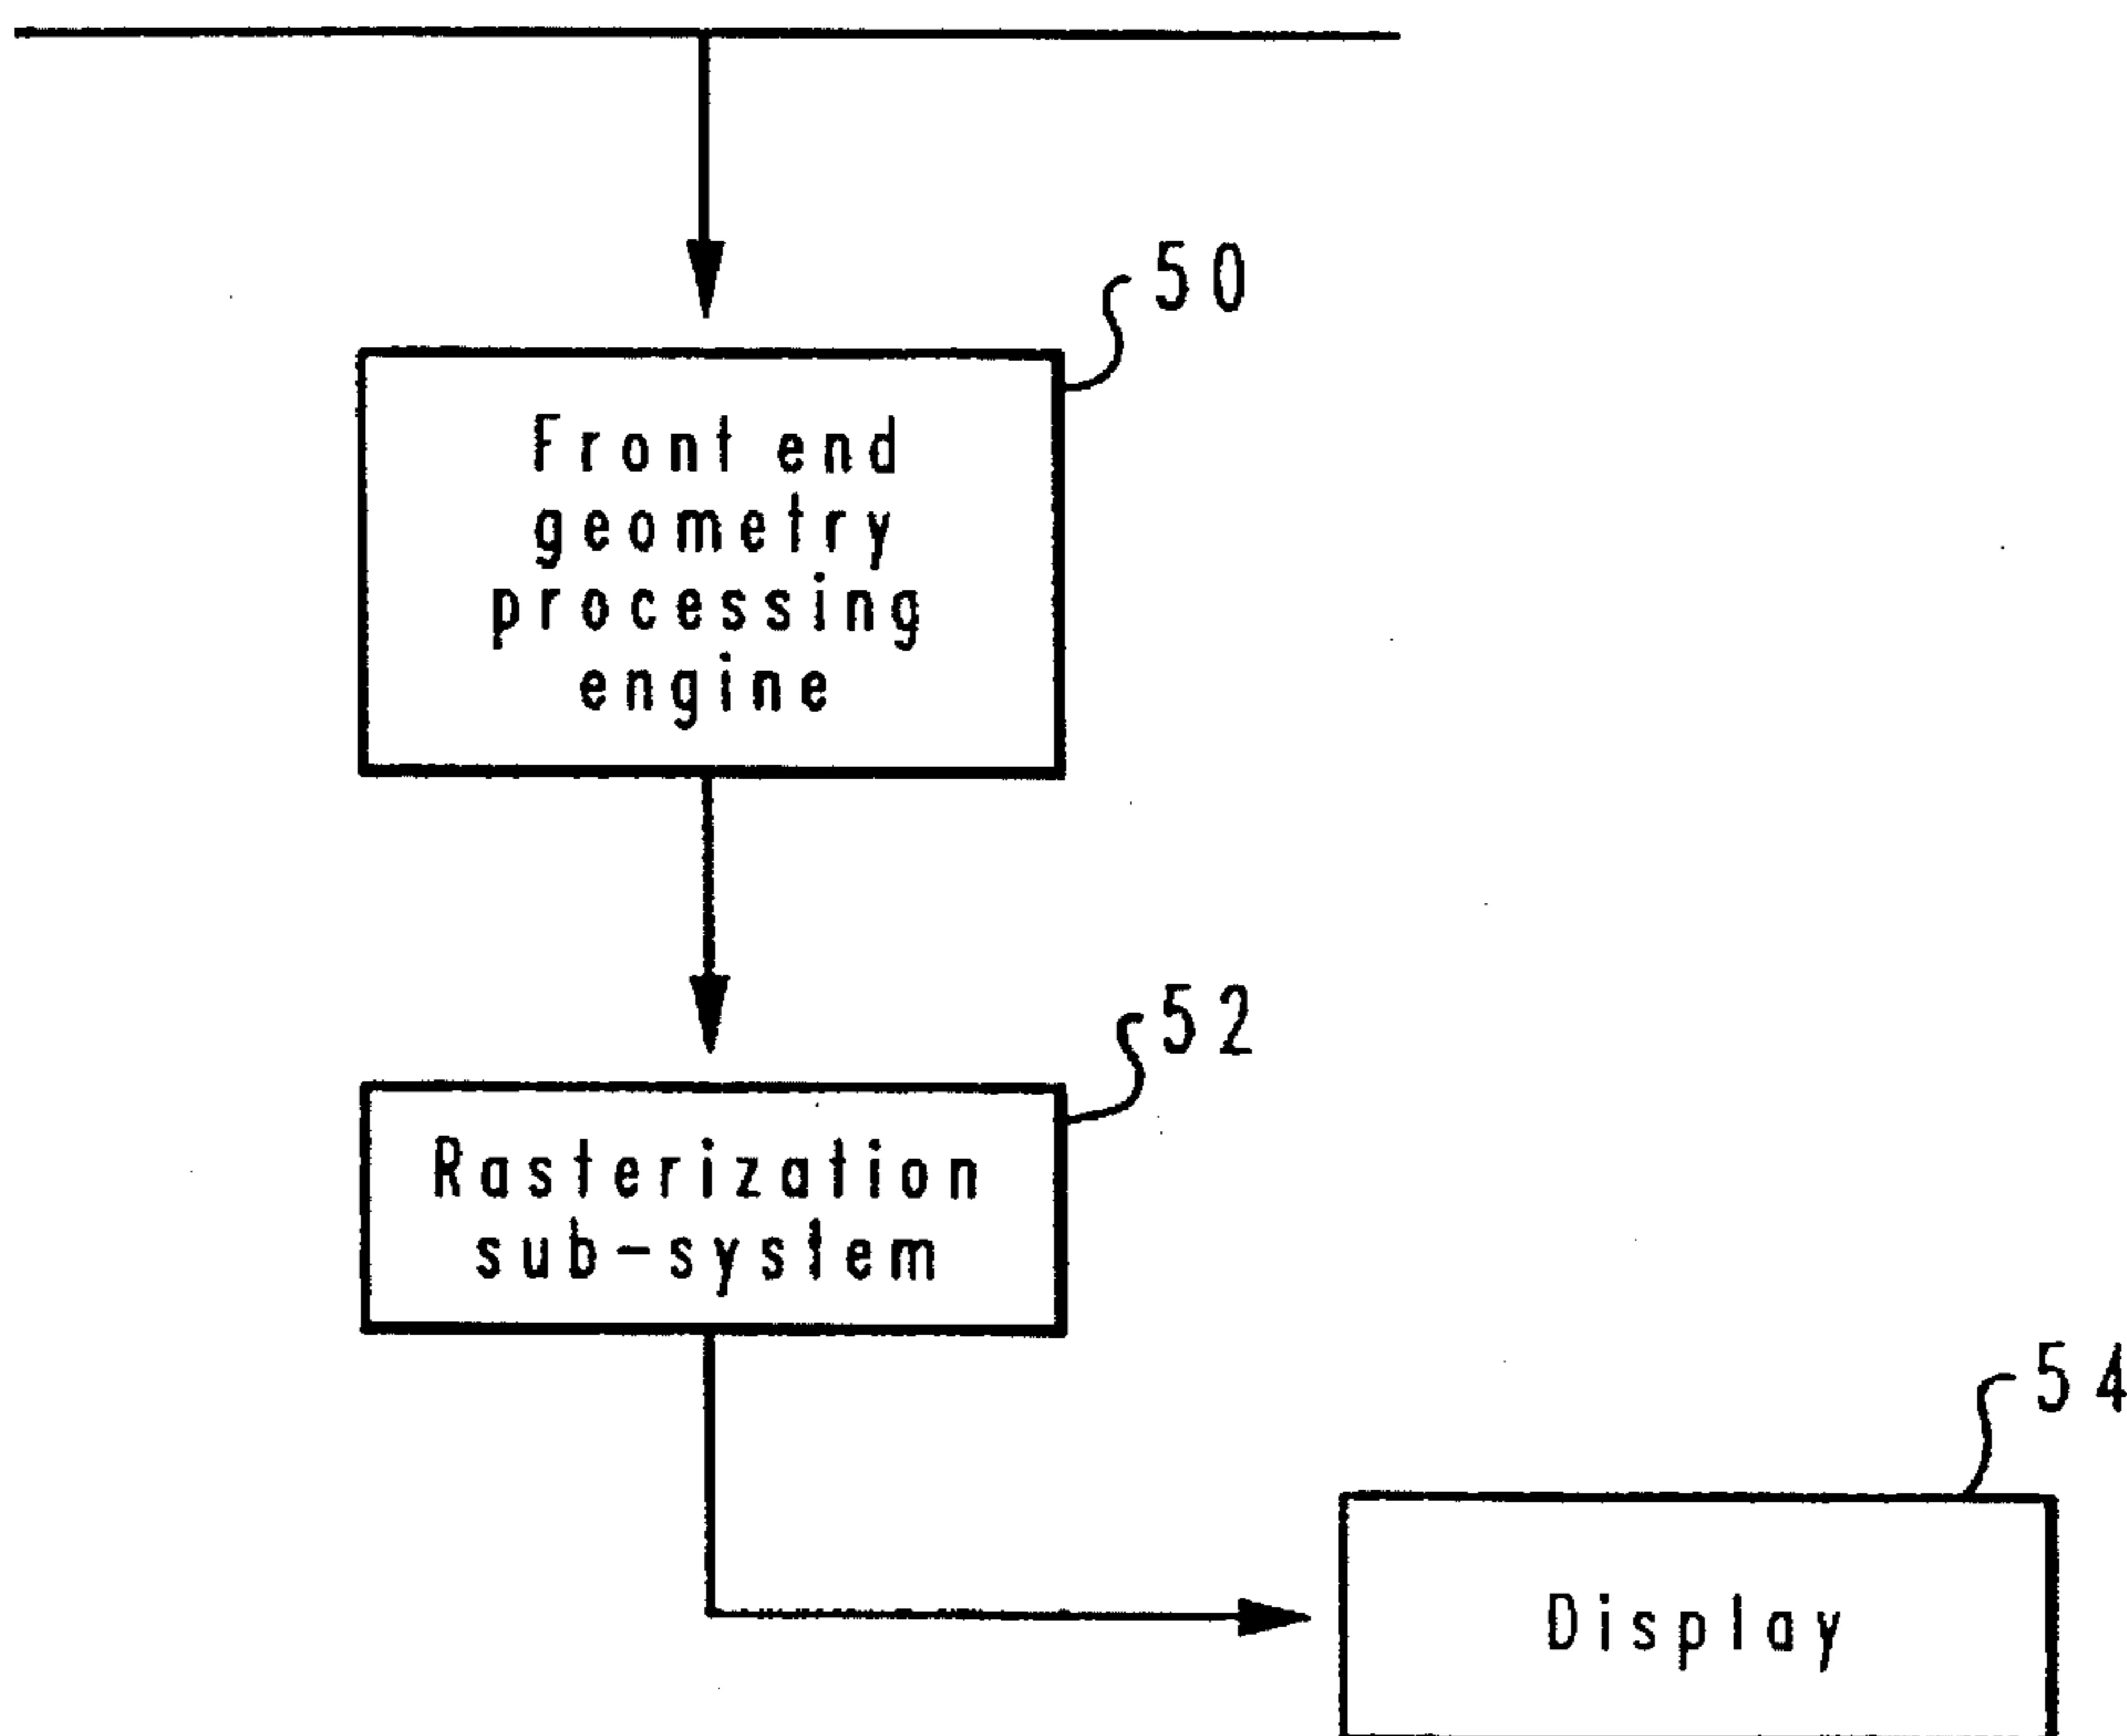 50
Front end
geometry
processing
engine
52
Rasterization
sub-system
54
Display